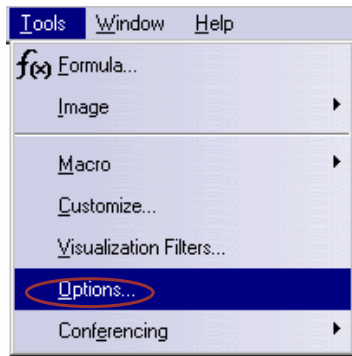 Tools Window Help
f(x) Formula...
Image
Macro
Customize...
Visualization Filters...
Options...
Conferencing